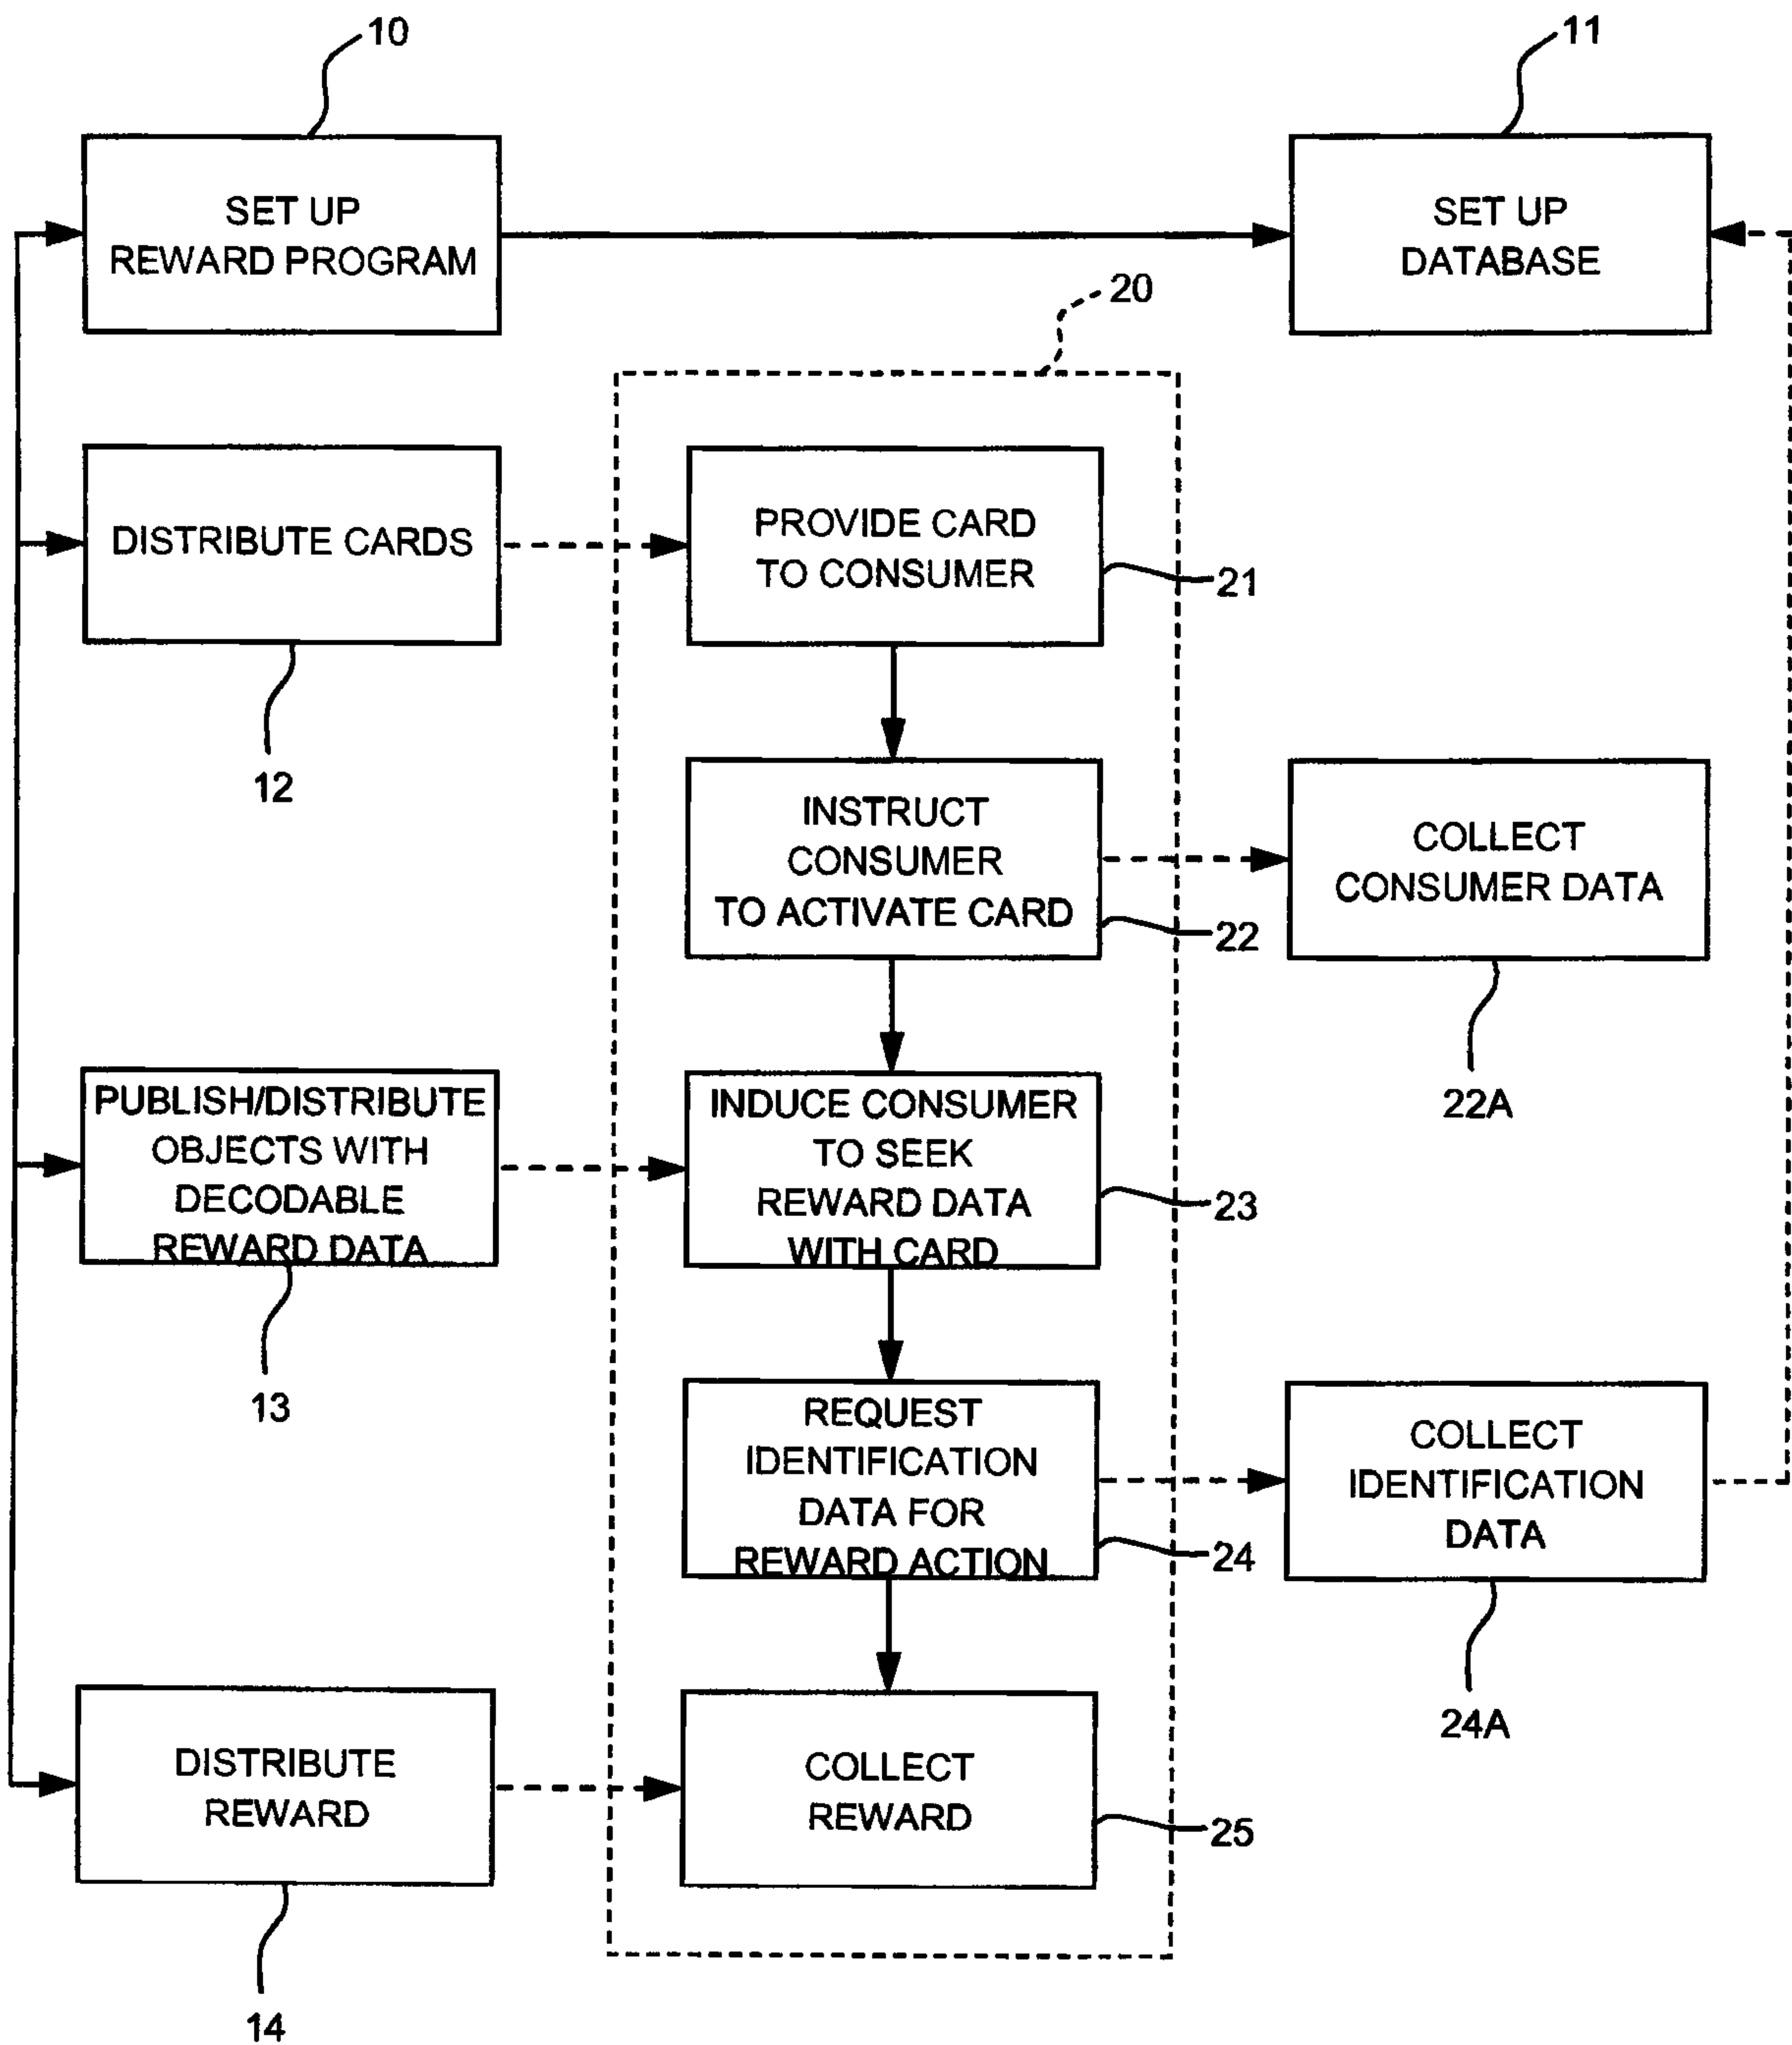 10
11
SET UP
REWARD PROGRAM
SET UP
DATABASE
20
DISTRIBUTE CARDS
12
PROVIDE CARD
TO CONSUMER
21
INSTRUCT
CONSUMER
TO ACTIVATE CARD
22
COLLECT
CONSUMER DATA
22A
PUBLISH/DISTRIBUTE
OBJECTS WITH
DECODABLE
REWARD DATA
13
INDUCE CONSUMER
TO SEEK
REWARD DATA
WITH CARD
23
REQUEST
IDENTIFICATION
DATA FOR
REWARD ACTION
24
COLLECT
IDENTIFICATION
DATA
24A
DISTRIBUTE
REWARD
14
COLLECT
REWARD
25